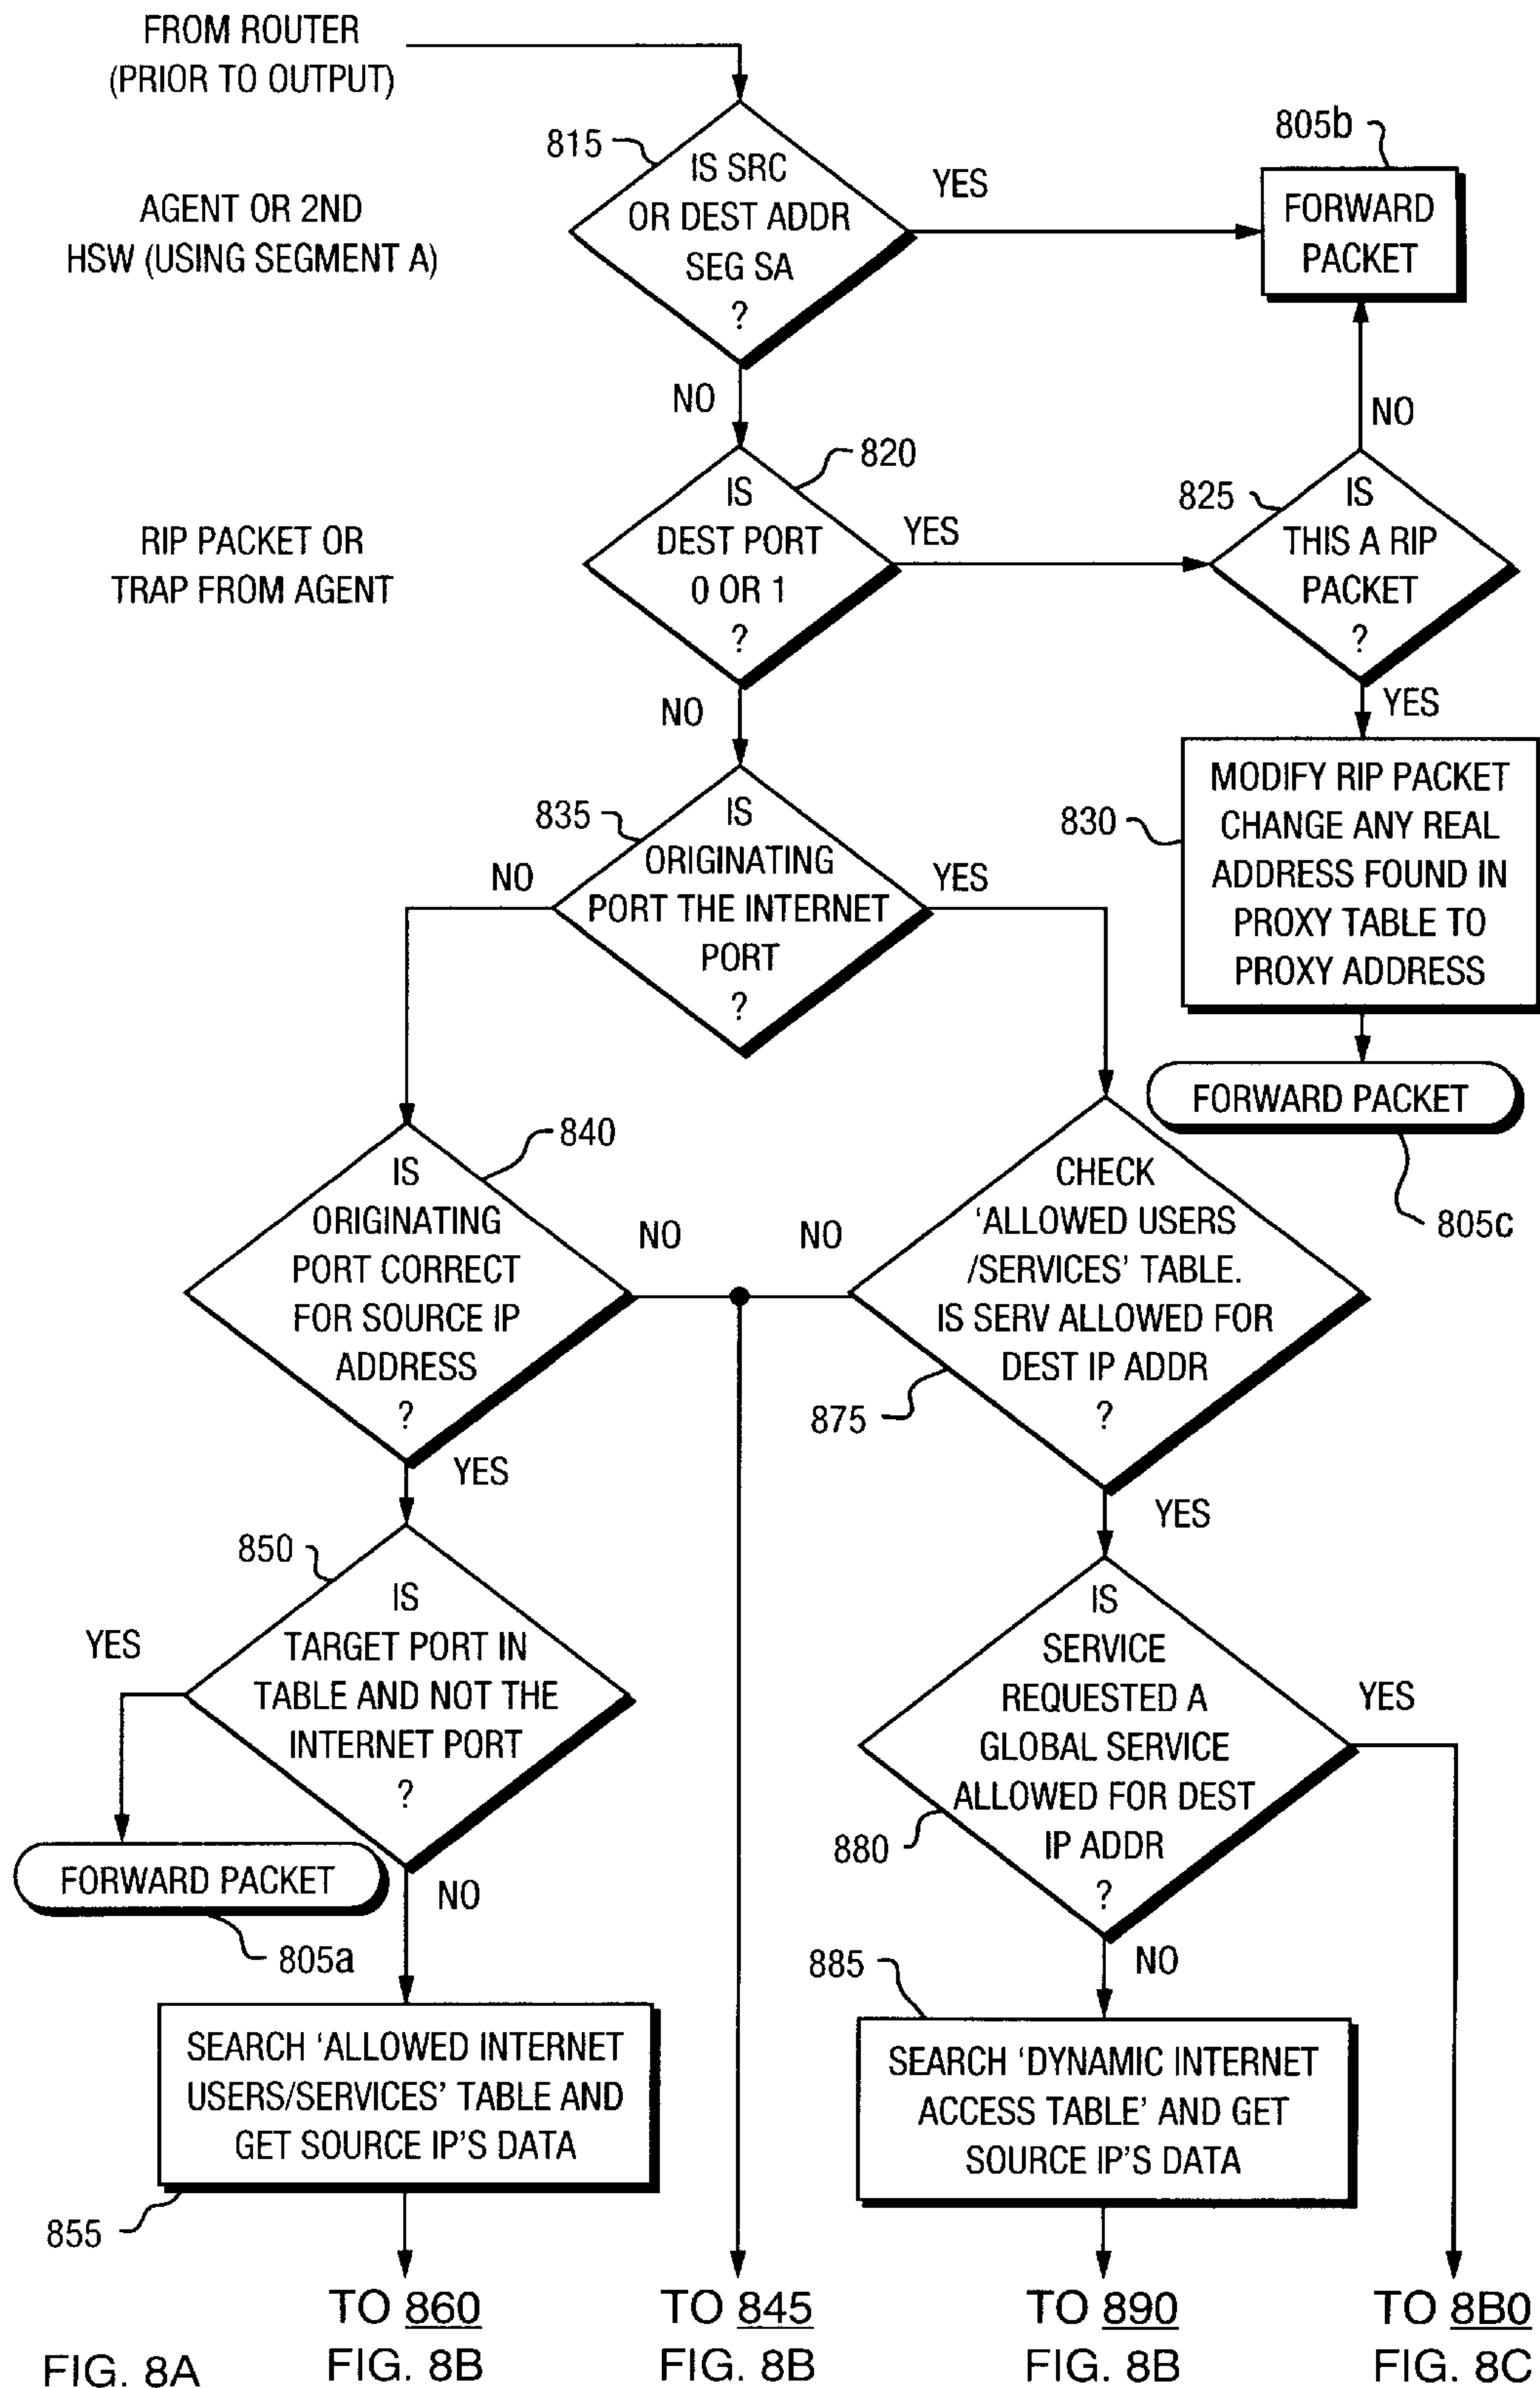 FROM ROUTER
(PRIOR TO OUTPUT)
815
IS SRC
OR DEST ADDR
SEG SA
?
YES
805b
FORWARD
PACKET
AGENT OR 2ND
HSW (USING SEGMENT A)
NO
NO
820
IS
DEST PORT
0 OR 1
?
YES
825
IS
THIS A RIP
PACKET
?
RIP PACKET OR
TRAP FROM AGENT
NO
YES
835
IS
ORIGINATING
PORT THE INTERNET
PORT
?
NO
YES
830
MODIFY RIP PACKET
CHANGE ANY REAL
ADDRESS FOUND IN
PROXY TABLE TO
PROXY ADDRESS
FORWARD PACKET
805c
840
IS
ORIGINATING
PORT CORRECT
FOR SOURCE IP
ADDRESS
?
NO
NO
CHECK
‘ALLOWED USERS
/SERVICES’ TABLE.
IS SERV ALLOWED FOR
DEST IP ADDR
?
875
YES
YES
850
IS
TARGET PORT IN
TABLE AND NOT THE
INTERNET PORT
?
YES
FORWARD PACKET
805a
NO
IS
SERVICE
REQUESTED A
GLOBAL SERVICE
ALLOWED FOR DEST
IP ADDR
?
880
YES
NO
SEARCH ‘ALLOWED INTERNET
USERS/SERVICES’ TABLE AND
GET SOURCE IP'S DATA
855
885
SEARCH ‘DYNAMIC INTERNET
ACCESS TABLE’ AND GET
SOURCE IP'S DATA
TO 860
FIG. 8B
TO 845
FIG. 8B
TO 890
FIG. 8B
TO 8B0
FIG. 8C
FIG. 8A